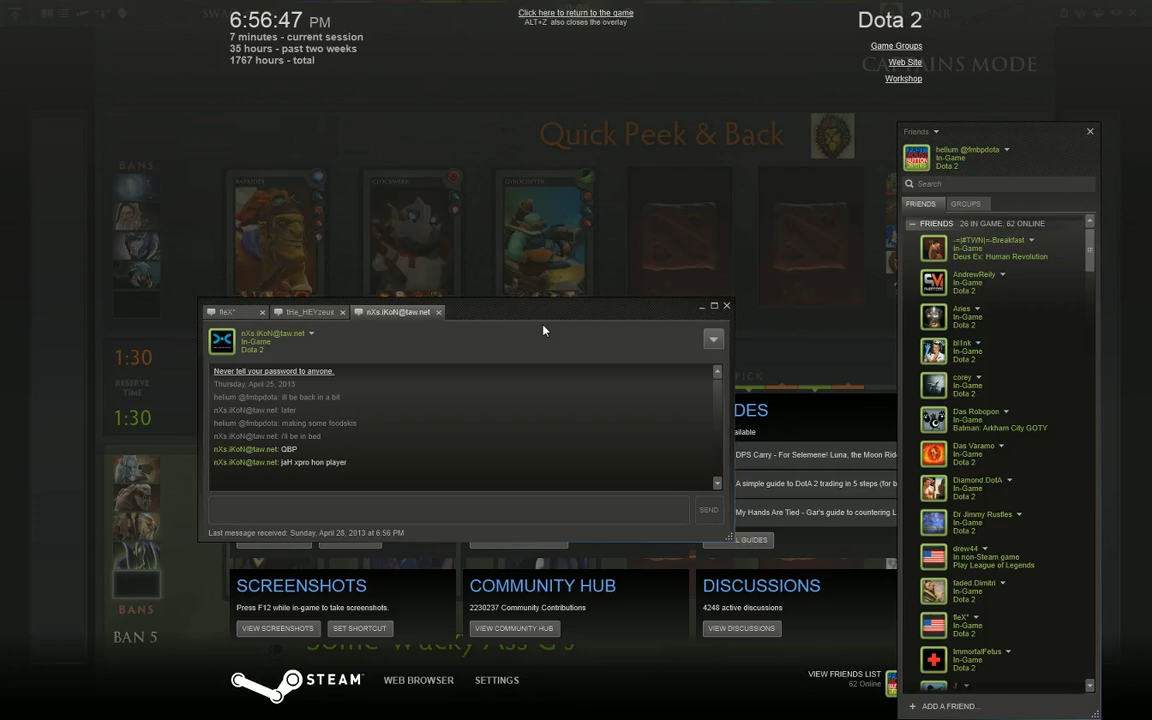 6:56:47 PM
7 minutes - current session
35 hours - past two weeks
1767 hours - total
Click here to return to the game
ALT+Z also closes the overlay
Dota 2
Game Groups
Web Site
Workshop
CAPTAINS MODE
Quick Peek & Back
BANS
BATRIDER
CLOCKWERK
GYROCOPTER
1:30
RESERVE
TIME
1:30
BANS
BAN 5
PICK
fleX*
tHe_HEYzeus
nXs.iKoN@taw.net
nXs.iKoN@taw.net
In-Game
Dota 2
Never tell your password to anyone.
Thursday, April 25, 2013
helium @fmbpdota: ill be back in a bit
nXs.iKoN@taw.net: later
helium @fmbpdota: making some foodskis
nXs.iKoN@taw.net: i'll be in bed
nXs.iKoN@taw.net: QBP
nXs.iKoN@taw.net: jaH xpro hon player
SEND
Last message received: Sunday, April 28, 2013 at 6:56 PM
DES
ailable
DPS Carry - For Selemene! Luna, the Moon Rid
A simple guide to DotA 2 trading in 5 steps (for b
My Hands Are Tied - Gar's guide to countering L
L GUIDES
SCREENSHOTS
Press F12 while in-game to take screenshots.
VIEW SCREENSHOTS
SET SHORTCUT
COMMUNITY HUB
2230237 Community Contributions
VIEW COMMUNITY HUB
DISCUSSIONS
4248 active discussions
VIEW DISCUSSIONS
Some Wacky Ass G's
STEAM
WEB BROWSER
SETTINGS
VIEW FRIENDS LIST
62 Online
Friends
helium @fmbpdota
In-Game
Dota 2
Search
FRIENDS
GROUPS
FRIENDS 26 IN GAME, 62 ONLINE
-=|#TWN|=-Breakfast
In-Game
Deus Ex: Human Revolution
AndrewReily
In-Game
Dota 2
Aries
In-Game
Dota 2
bl1nk
In-Game
Dota 2
corey
In-Game
Dota 2
Das Robopon
In-Game
Batman: Arkham City GOTY
Das Varamo
In-Game
Dota 2
Diamond.DotA
In-Game
Dota 2
Dr Jimmy Rustles
In-Game
Dota 2
drew44
In non-Steam game
Play League of Legends
faded.Dimitri
In-Game
Dota 2
fleX*
In-Game
Dota 2
ImmortalFetus
In-Game
Dota 2
ADD A FRIEND...